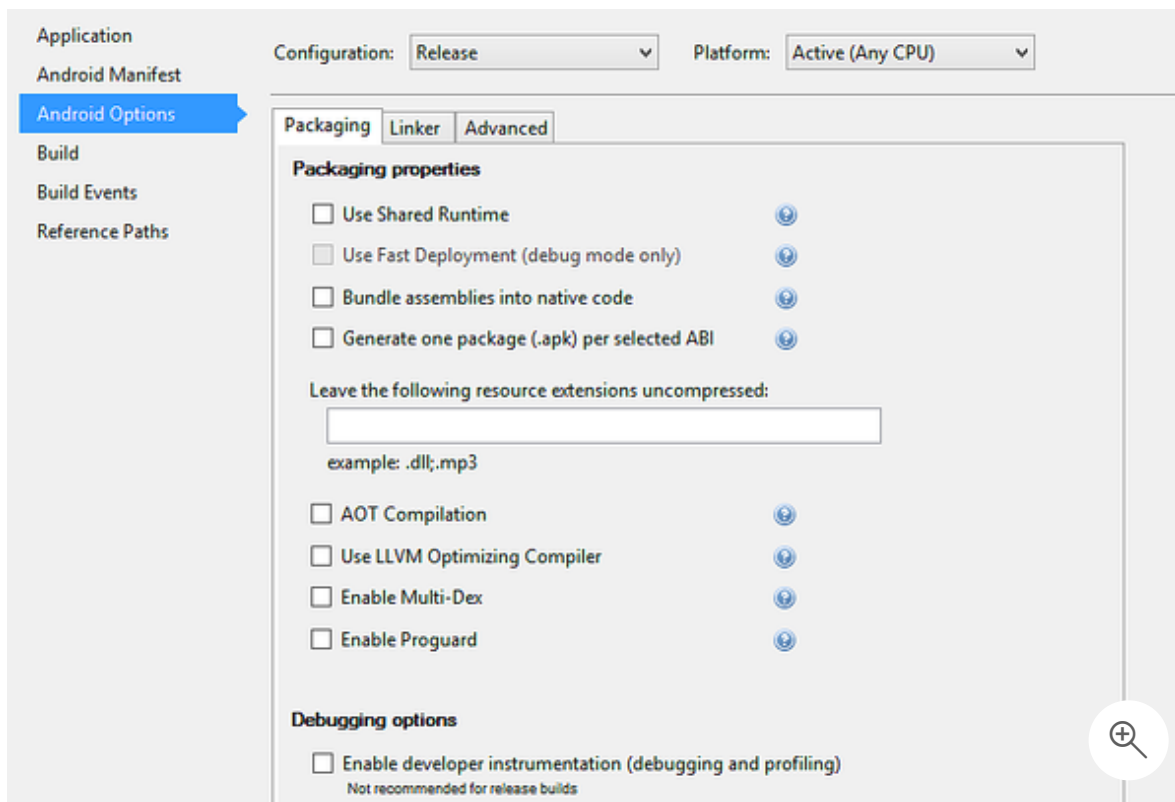 Application
Android Manifest
Android Options
Build
Build Events
Reference Paths
Configuration: Release Platform: Active (Any CPU)
Packaging Linker Advanced
Packaging properties
Use Shared Runtime
Use Fast Deployment (debug mode only)
Bundle assemblies into native code
Generate one package (.apk) per selected ABI
Leave the following resource extensions uncompressed:
example: .dll;.mp3
AOT Compilation
Use LLVM Optimizing Compiler
Enable Multi-Dex
Enable Proguard
Debugging options
Enable developer instrumentation (debugging and profiling)
Not recommended for release builds